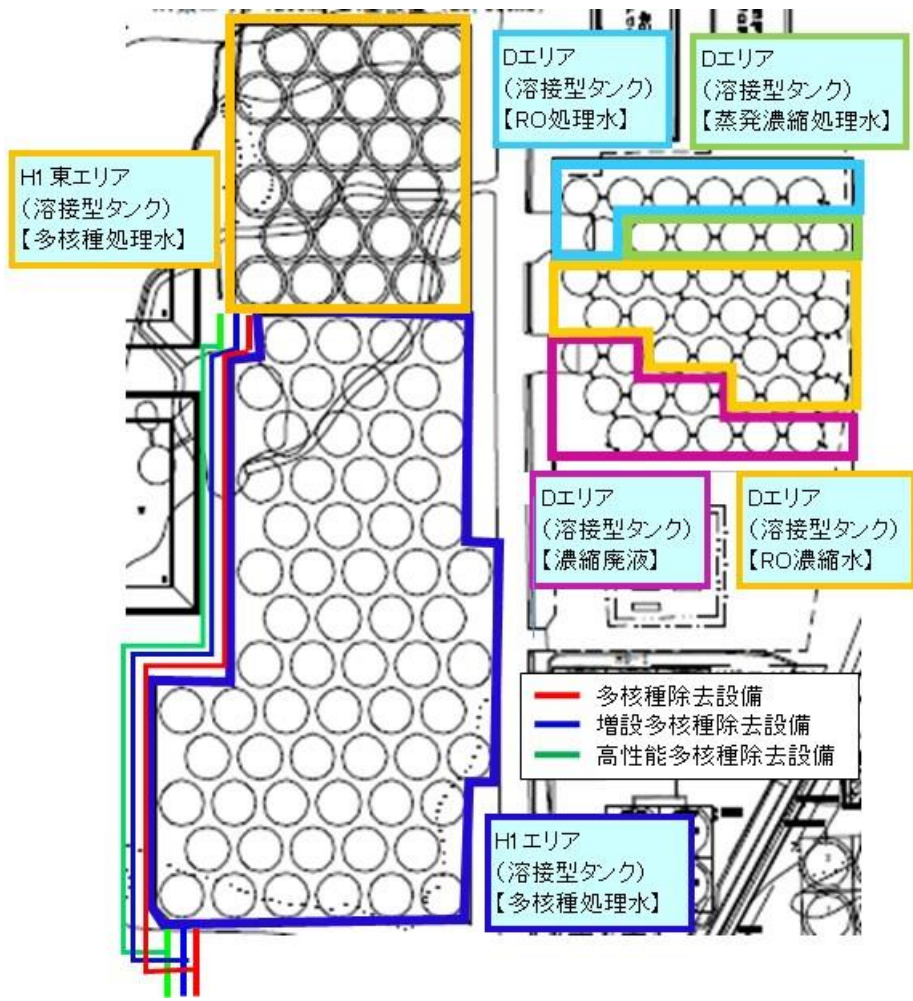 Dエリア
(溶接型タンク)
【RO処理水】
Dエリア
(溶接型タンク)
【蒸発濃縮処理水】
H1東エリア
(溶接型タンク)
【多核種処理水】
Dエリア
(溶接型タンク)
【濃縮廃液】
Dエリア
(溶接型タンク)
【RO濃縮水】
多核種除去設備
増設多核種除去設備
高性能多核種除去設備
H1エリア
(溶接型タンク)
【多核種処理水】